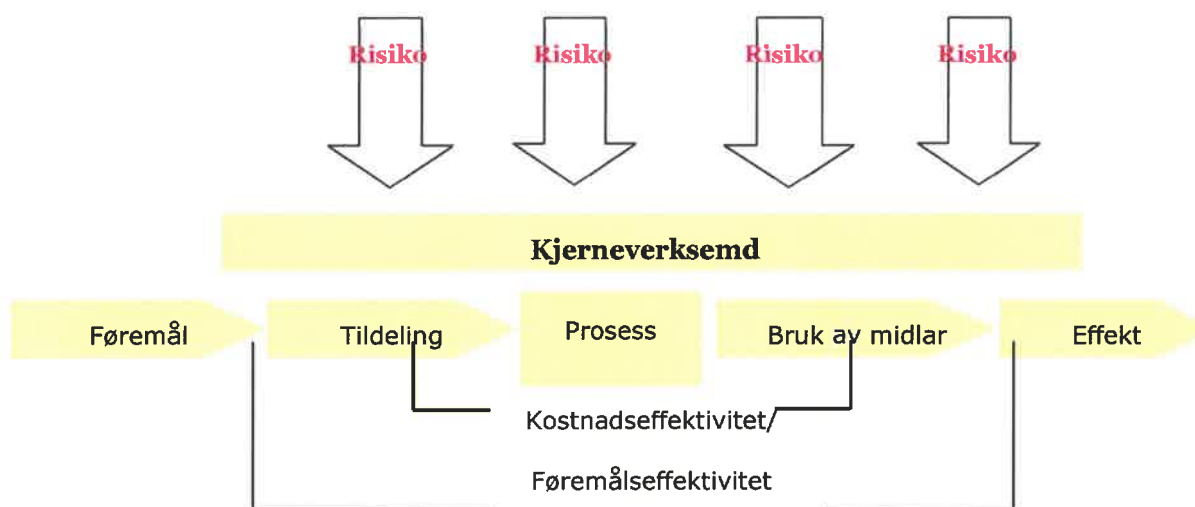 Risiko Risiko Risiko Risiko
Kjerneverksemd
Føremål Tildeling Prosess Bruk av midlar Effekt
Kostnadseffektivitet/
Føremålseffektivitet